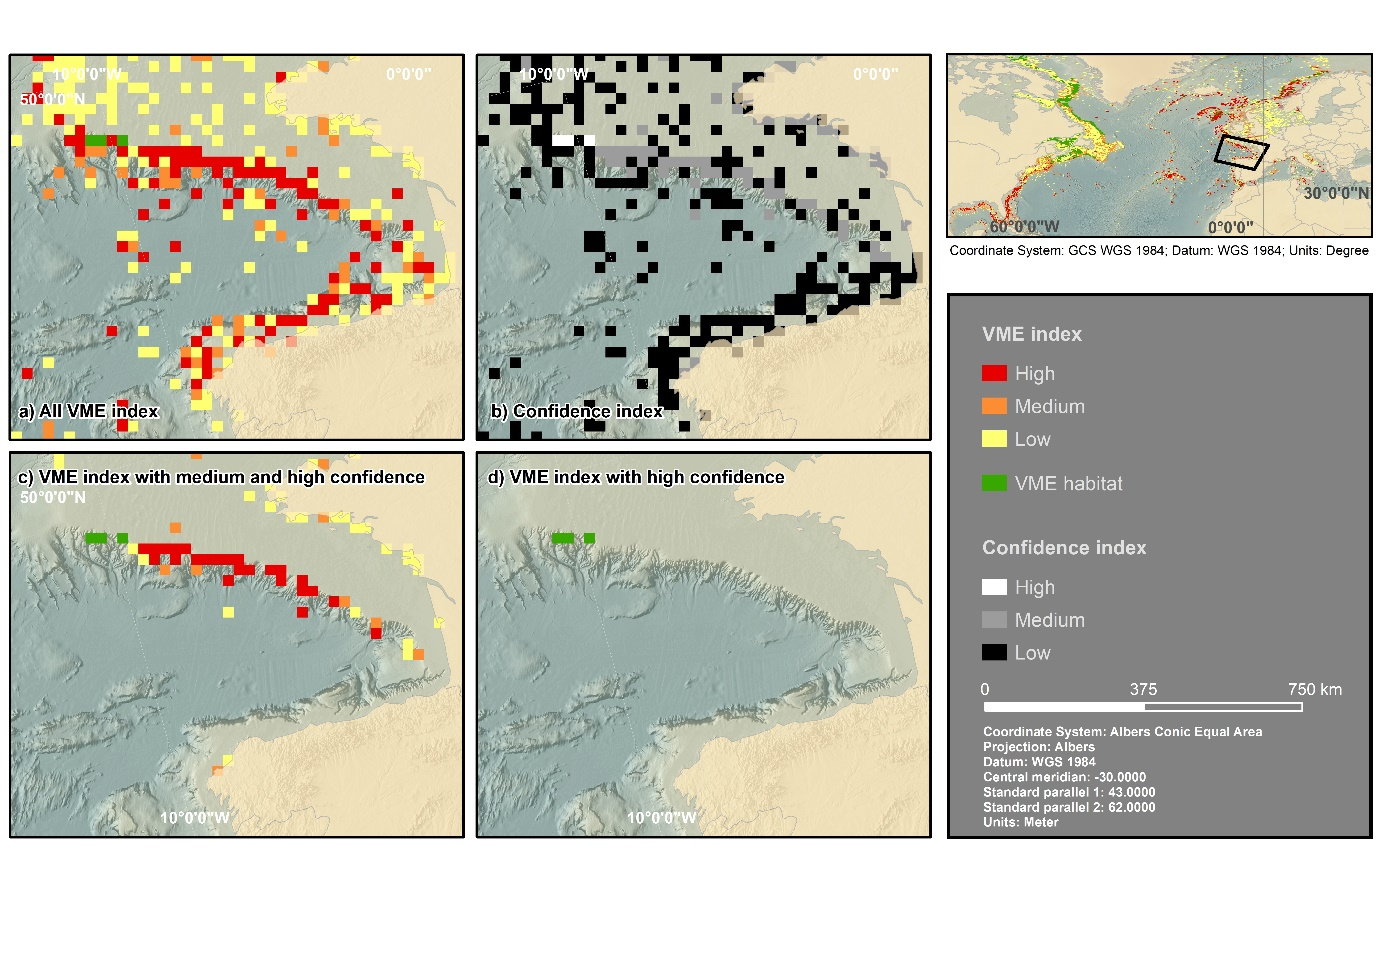 10°0'0"W
0°0'0"
50°0'0"N
a) All VME index
10°0'0"W
0°0'0"
b) Confidence index
60°0'0"W
0°0'0"
30°0'0"N
Coordinate System: GCS WGS 1984; Datum: WGS 1984; Units: Degree
c) VME index with medium and high confidence
50°0'0"N
10°0'0"W
d) VME index with high confidence
10°0'0"W
VME index
High
Medium
Low
VME habitat
Confidence index
High
Medium
Low
0 375 750 km
Coordinate System: Albers Conic Equal Area
Projection: Albers
Datum: WGS 1984
Central meridian: -30.0000
Standard parallel 1: 43.0000
Standard parallel 2: 62.0000
Units: Meter